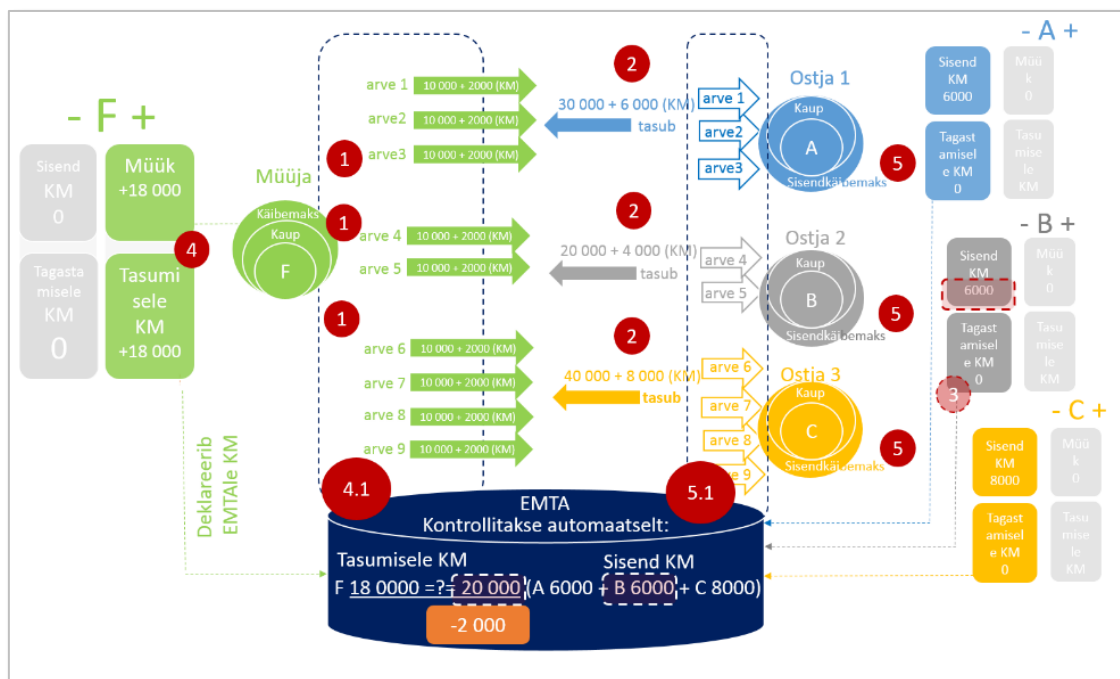 - F +
Sisend
KM
0
Müük
+18 000
Tagasta
misele
KM
0
Tasumi
sele
KM
+18 000
4
Deklareerib
EMTAle KM
Müüja
Käibemaks
Kaup
F
1
1
1
arve 1
10 000 + 2000 (KM)
arve2
10 000 + 2000 (KM)
arve3
10 000 + 2000 (KM)
arve 4
10 000 + 2000 (KM)
arve 5
10 000 + 2000 (KM)
arve 6
10 000 + 2000 (KM)
arve 7
10 000 + 2000 (KM)
arve 8
10 000 + 2000 (KM)
arve 9
10 000 + 2000 (KM)
2
30 000 + 6 000 (KM)
tasub
2
20 000 + 4 000 (KM)
tasub
2
40 000 + 8 000 (KM)
tasub
arve 1
arve2
arve3
Ostja 1
Kaup
A
Sisendkäibemaks
5
arve 4
arve 5
Ostja 2
Kaup
B
Sisendkäibemaks
5
arve 6
arve 7
arve 8
9
Ostja 3
Kaup
C
Sisendkäibemaks
5
- A +
Sisend
KM
6000
Müü
k
0
Tagast
amisel
e KM
0
Tasu
mise
le
KM
- B +
Sisend
KM
6000
Müü
k
0
Tagast
amisel
e KM
0
Tasu
mise
le
KM
3
- C +
Sisend
KM
8000
Müü
k
0
Tagast
amisel
e KM
0
Tasu
mise
le
KM
4.1
5.1
EMTA
Kontrollitakse automaatselt:
Tasumisele KM
Sisend KM
F 18 0000 =?= 20 000 (A 6000 + B 6000 + C 8000)
-2 000